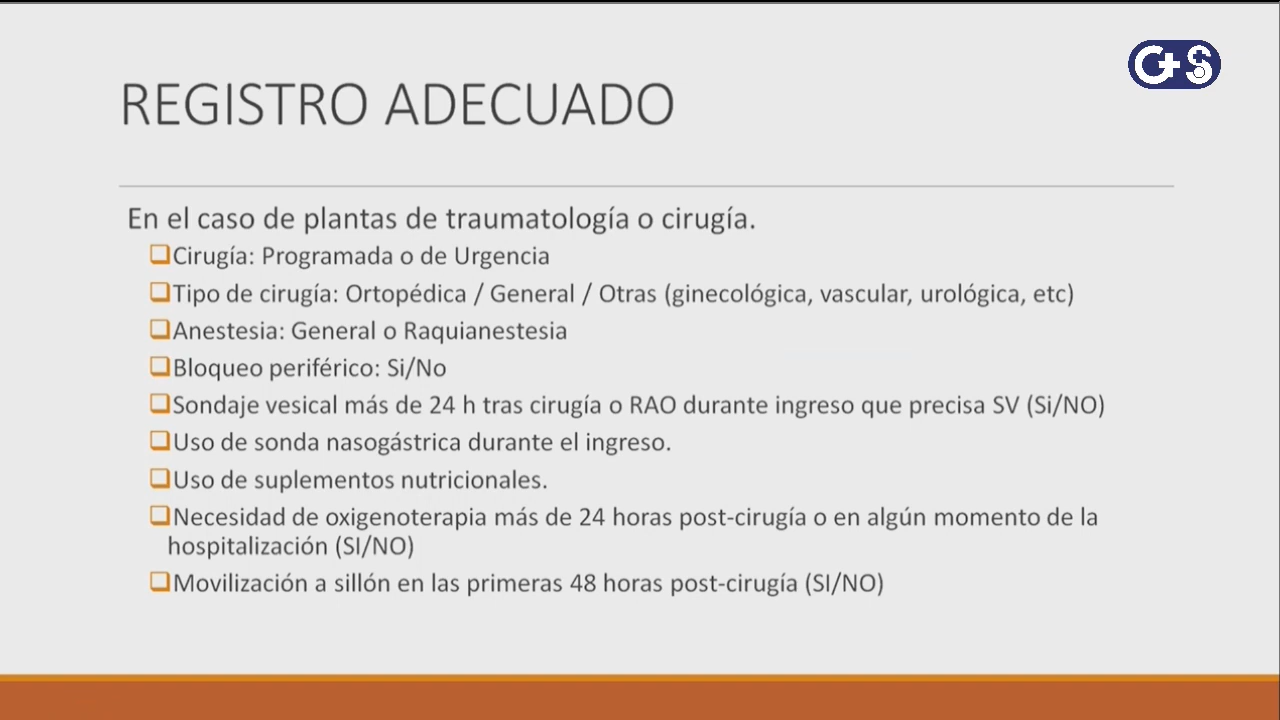 G+S
REGISTRO ADECUADO
En el caso de plantas de traumatología o cirugía.
Cirugía: Programada o de Urgencia
Tipo de cirugía: Ortopédica / General / Otras (ginecológica, vascular, urológica, etc)
Anestesia: General o Raquianestesia
Bloqueo periférico: Si/No
Sondaje vesical más de 24 h tras cirugía o RAO durante ingreso que precisa SV (Si/NO)
Uso de sonda nasogástrica durante el ingreso.
Uso de suplementos nutricionales.
Necesidad de oxigenoterapia más de 24 horas post-cirugía o en algún momento de la
hospitalización (SI/NO)
Movilización a sillón en las primeras 48 horas post-cirugía (SI/NO)